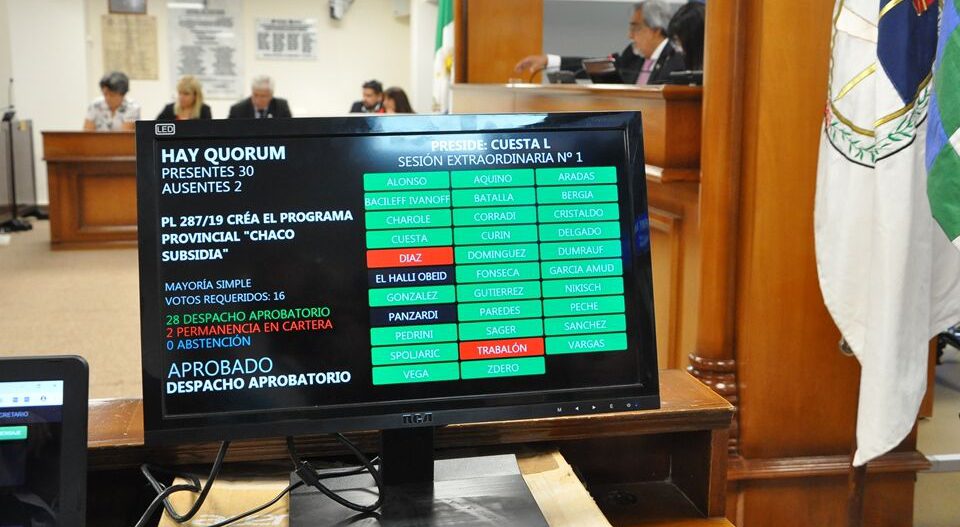 LED
HAY QUORUM
PRESENTES 30
AUSENTES 2
PL 287/19 CRÉA EL PROGRAMA
PROVINCIAL "CHACO
SUBSIDIA"
MAYORÍA SIMPLE
VOTOS REQUERIDOS: 16
28 DESPACHO APROBATORIO
2 PERMANENCIA EN CARTERA
0 ABSTENCIÓN
APROBADO
DESPACHO APROBATORIO
PRESIDE: CUESTA L
SESIÓN EXTRAORDINARIA Nº 1
ALONSO AQUINO ARADAS
BACILEFF IVANOFF BATALLA BERGIA
CHAROLE CORRADI CRISTALDO
CUESTA CURIN DELGADO
DIAZ DOMINGUEZ DUMRAUF
EL HALLI OBEID FONSECA GARCIA AMUD
GONZALEZ GUTIERREZ NIKISCH
PANZARDI PAREDES PECHE
PEDRINI SAGER SANCHEZ
SPOLJARIC TRABALÓN VARGAS
VEGA ZDERO
RCA